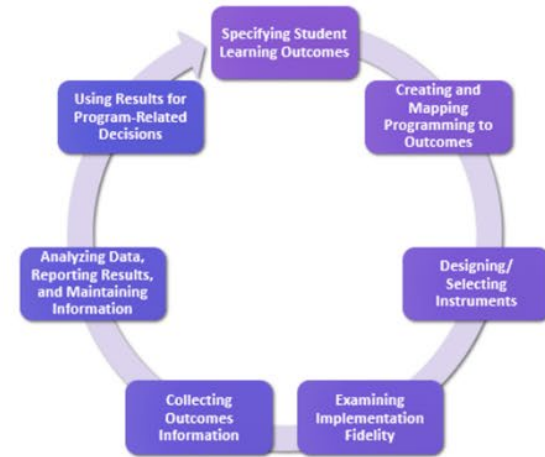 Specifying Student
Learning Outcomes
Creating and
Mapping
Programming to
Outcomes
Designing/
Selecting
Instruments
Examining
Implementation
Fidelity
Collecting
Outcomes
Information
Analyzing Data,
Reporting Results,
and Maintaining
Information
Using Results for
Program-Related
Decisions